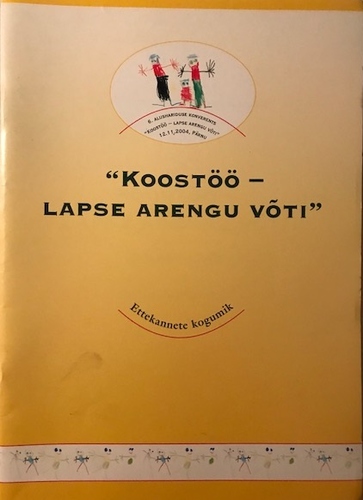 6. ALUSHARIDUSE KONVERENTS
"KOOSTÖÖ – LAPSE ARENGU VÕTI"
12.11.2004, PÄRNU
"KOOSTÖÖ –
LAPSE ARENGU VÕTI"
Ettekannete kogumik